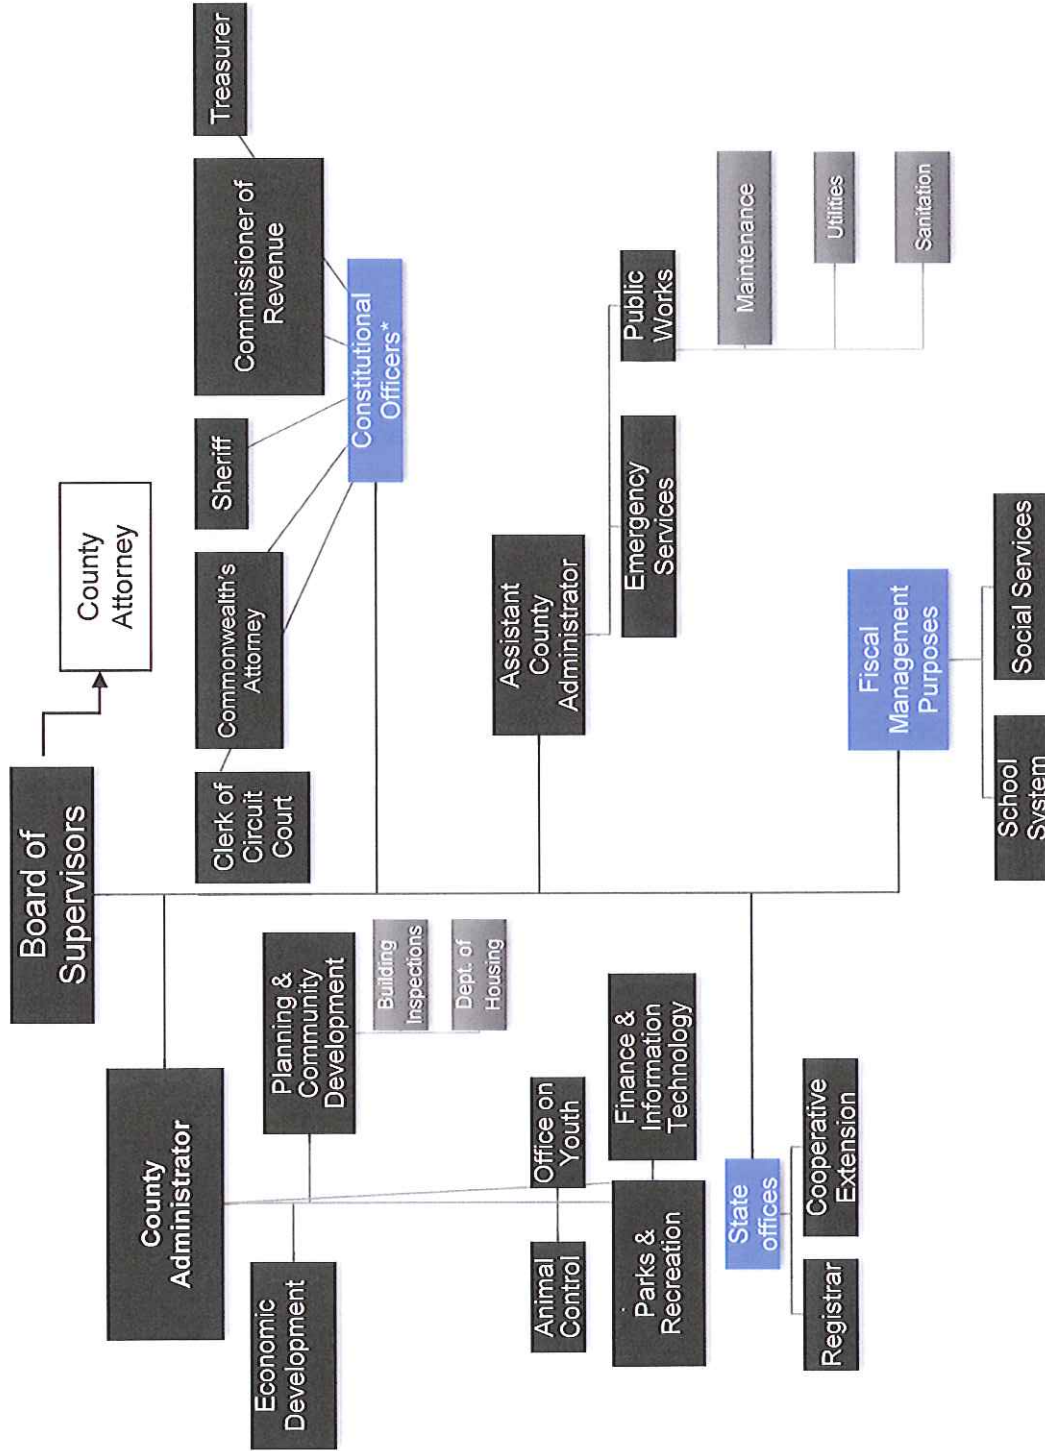 Board of
Supervisors
County
Attorney
County
Administrator
Economic
Development
Planning &
Community
Development
Building
Inspections
Dept. of
Housing
Animal
Control
Office on
Youth
Parks &
Recreation
Finance &
Information
Technology
Clerk of
Circuit
Court
Commonwealth's
Attorney
Sheriff
Commissioner of
Revenue
Treasurer
Constitutional
Officers*
Assistant
County
Administrator
Emergency
Services
Public
Works
Maintenance
Utilities
Sanitation
State
offices
Registrar
Cooperative
Extension
Fiscal
Management
Purposes
School
System
Social Services